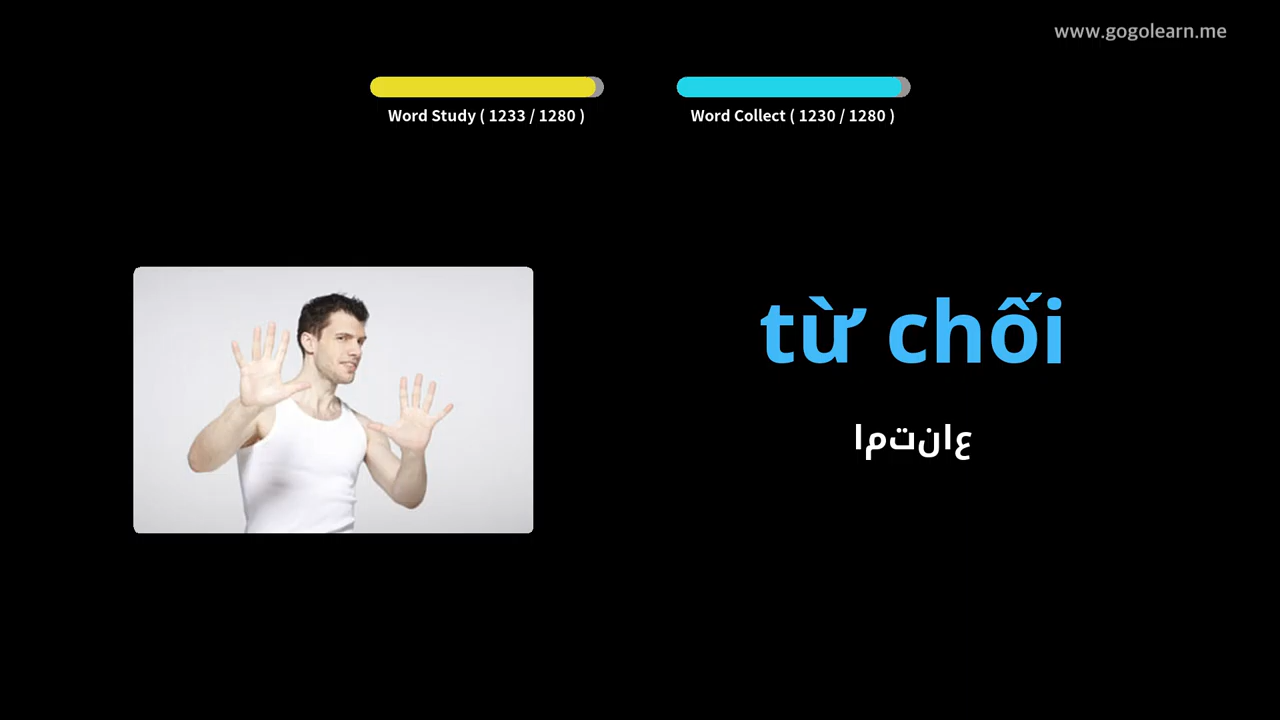 www.gogolearn.me
Word Study ( 1233 / 1280 )
Word Collect ( 1230 / 1280 )
từ chối
امتناع